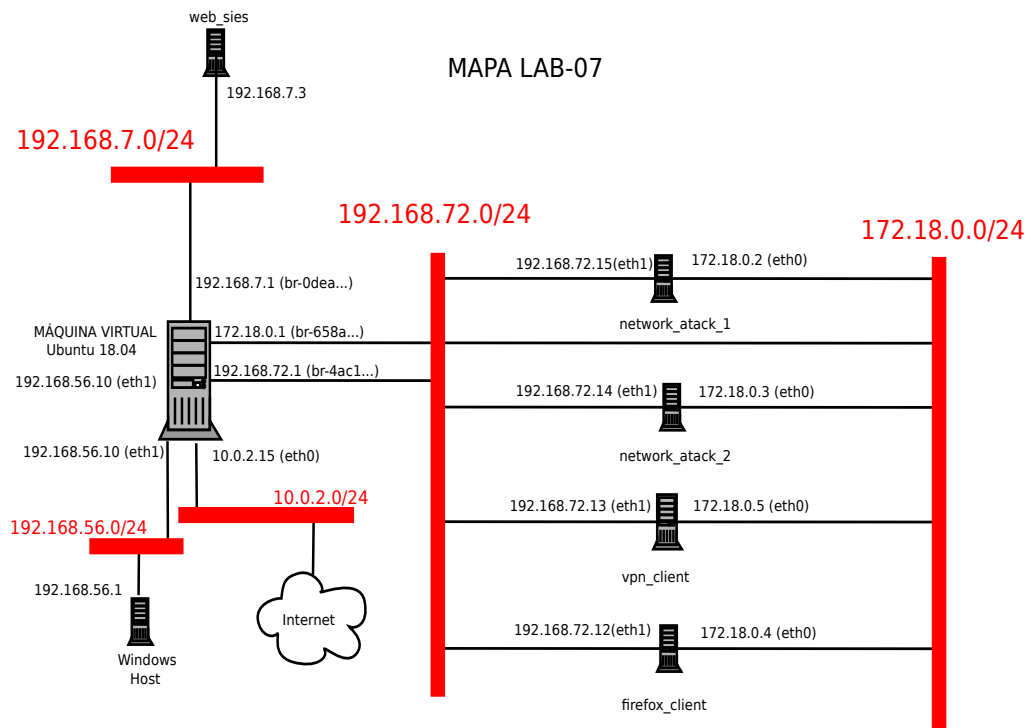 web_sies
MAPA LAB-07
192.168.7.3
192.168.7.0/24
192.168.72.0/24
172.18.0.0/24
192.168.72.15(eth1)
172.18.0.2 (eth0)
192.168.7.1 (br-0dea...)
network_atack_1
MÁQUINA VIRTUAL
Ubuntu 18.04
172.18.0.1 (br-658a...)
192.168.72.1 (br-4ac1...)
192.168.56.10 (eth1)
192.168.72.14 (eth1)
172.18.0.3 (eth0)
192.168.56.10 (eth1)
10.0.2.15 (eth0)
network_atack_2
10.0.2.0/24
192.168.56.0/24
192.168.72.13 (eth1)
172.18.0.5 (eth0)
vpn_client
192.168.56.1
Internet
192.168.72.12(eth1)
172.18.0.4 (eth0)
Windows
Host
firefox_client